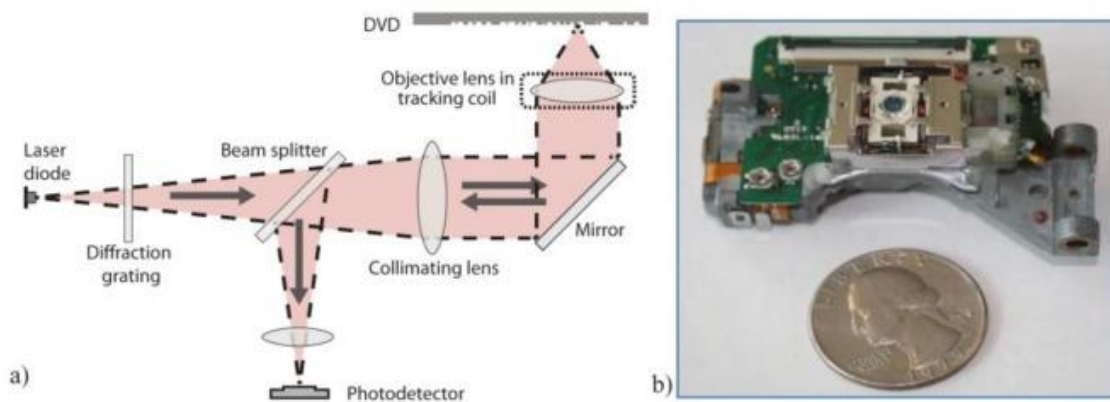 DVD
Objective lens in
tracking coil
Laser
diode
Beam splitter
Diffraction
grating
Collimating lens
Mirror
a)
Photodetector
b)